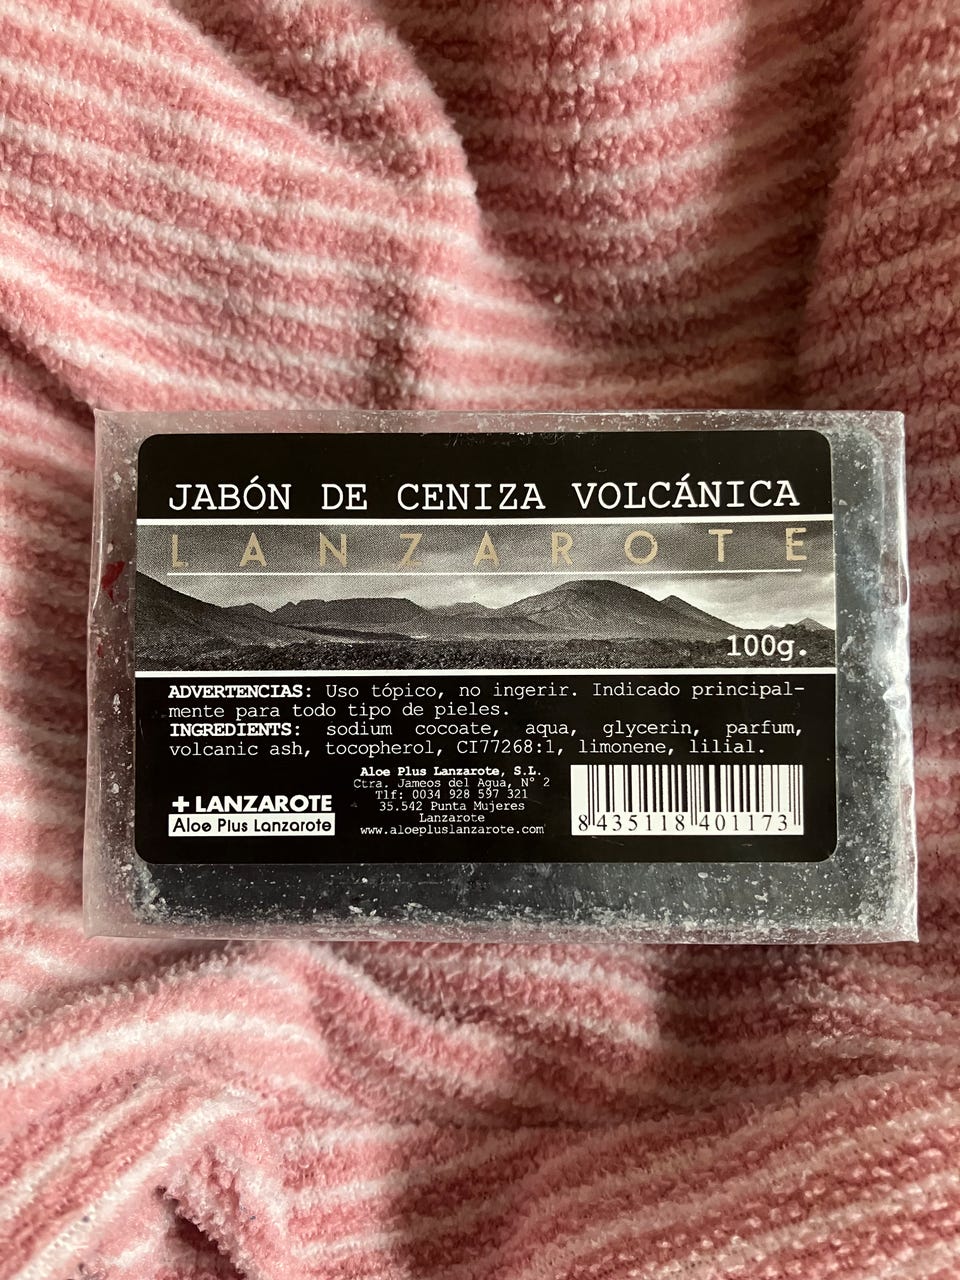 JABÓN DE CENIZA VOLCÁNICA
LANZAROTE
100g.
ADVERTENCIAS: Uso tópico, no ingerir. Indicado principal-
mente para todo tipo de pieles.
INGREDIENTS: sodium cocoate, aqua, glycerin, parfum,
volcanic ash, tocopherol, CI77268:1, limonene, lilial.
+ LANZAROTE
Aloe Plus Lanzarote
Aloe Plus Lanzarote, S.L.
Ctra. Jameos del Agua, Nº 2
Tlf: 0034 928 597 321
35.542 Punta Mujeres
Lanzarote
www.aloepluslanzarote.com
8 435118 401173